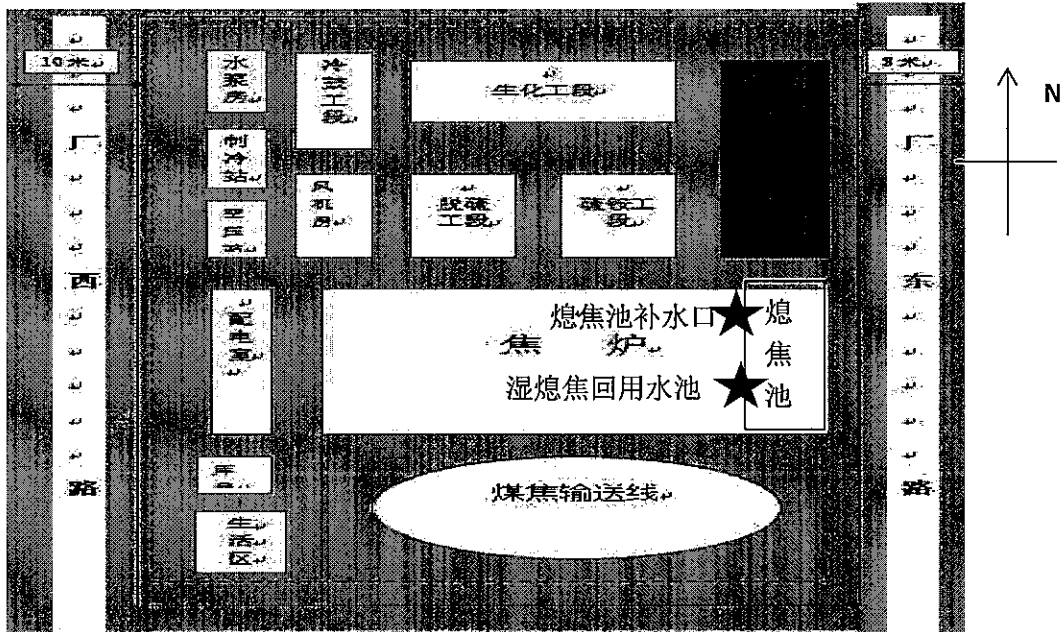 10米
8米
N
厂西路
厂东路
水泵房
冷鼓工段
生化工段
制冷站
风机房
脱硫工段
硫铵工段
空压站
配电室
焦 炉
熄焦池补水口
湿熄焦回用水池
熄焦池
煤焦输送线
生活区